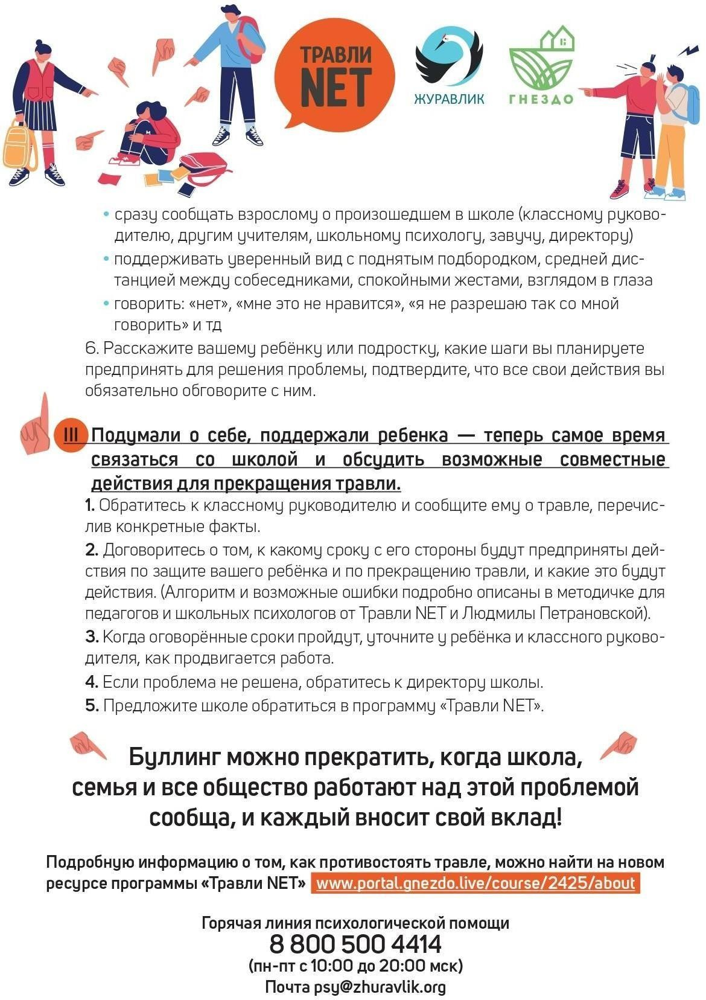 ТРАВЛИ
NET
ЖУРАВЛИК
ГНЕЗДО
• сразу сообщать взрослому о произошедшем в школе (классному руково-
дителю, другим учителям, школьному психологу, завучу, директору)
• поддерживать уверенный вид с поднятым подбородком, средней дис-
танцией между собеседниками, спокойными жестами, взглядом в глаза
• говорить: «нет», «мне это не нравится», «я не разрешаю так со мной
говорить» и тд
6. Расскажите вашему ребёнку или подростку, какие шаги вы планируете
предпринять для решения проблемы, подтвердите, что все свои действия вы
обязательно обговорите с ним.
III Подумали о себе, поддержали ребенка — теперь самое время
связаться со школой и обсудить возможные совместные
действия для прекращения травли.
1. Обратитесь к классному руководителю и сообщите ему о травле, перечис-
лив конкретные факты.
2. Договоритесь о том, к какому сроку с его стороны будут предприняты дей-
ствия по защите вашего ребёнка и по прекращению травли, и какие это будут
действия. (Алгоритм и возможные ошибки подробно описаны в методичке для
педагогов и школьных психологов от Травли NET и Людмилы Петрановской).
3. Когда оговорённые сроки пройдут, уточните у ребёнка и классного руково-
дителя, как продвигается работа.
4. Если проблема не решена, обратитесь к директору школы.
5. Предложите школе обратиться в программу «Травли NET».
Буллинг можно прекратить, когда школа,
семья и все общество работают над этой проблемой
сообща, и каждый вносит свой вклад!
Подробную информацию о том, как противостоять травле, можно найти на новом
ресурсе программы «Травли NET» www.portal.gnezdo.live/course/2425/about
Горячая линия психологической помощи
8 800 500 4414
(пн-пт с 10:00 до 20:00 мск)
Почта psy@zhuravlik.org